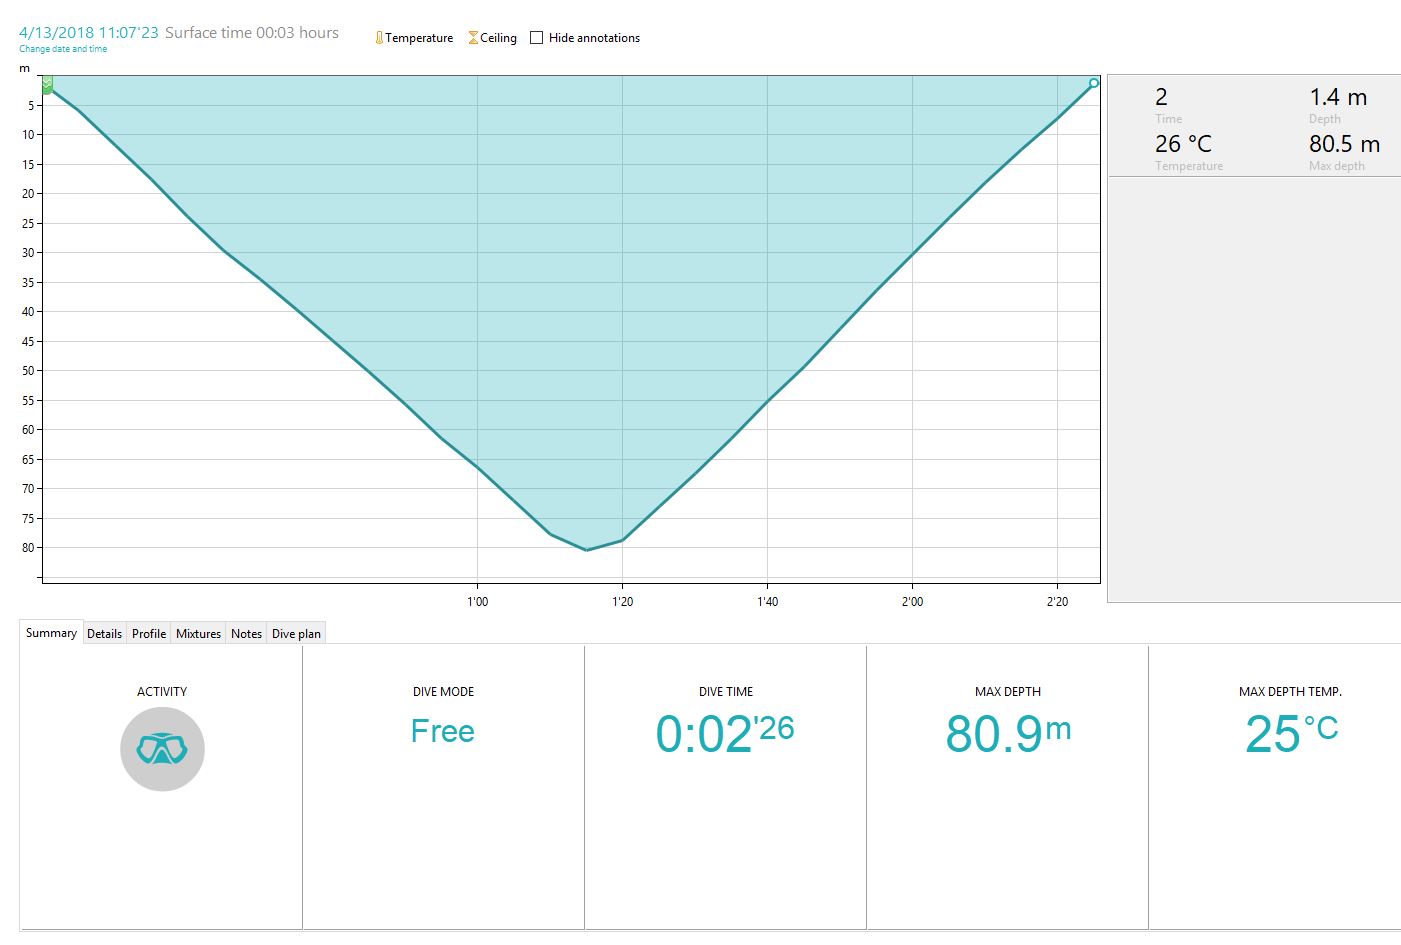 4/13/2018 11:07'23 Surface time 00:03 hours
Change date and time
Temperature Ceiling Hide annotations
m
5
10
15
20
25
30
35
40
45
50
55
60
65
70
75
80
1'00 1'20 1'40 2'00 2'20
2 1.4 m
Time Depth
26 °C 80.5 m
Temperature Max depth
Summary Details Profile Mixtures Notes Dive plan
ACTIVITY DIVE MODE DIVE TIME MAX DEPTH MAX DEPTH TEMP.
Free 0:02'26 80.9m 25°C